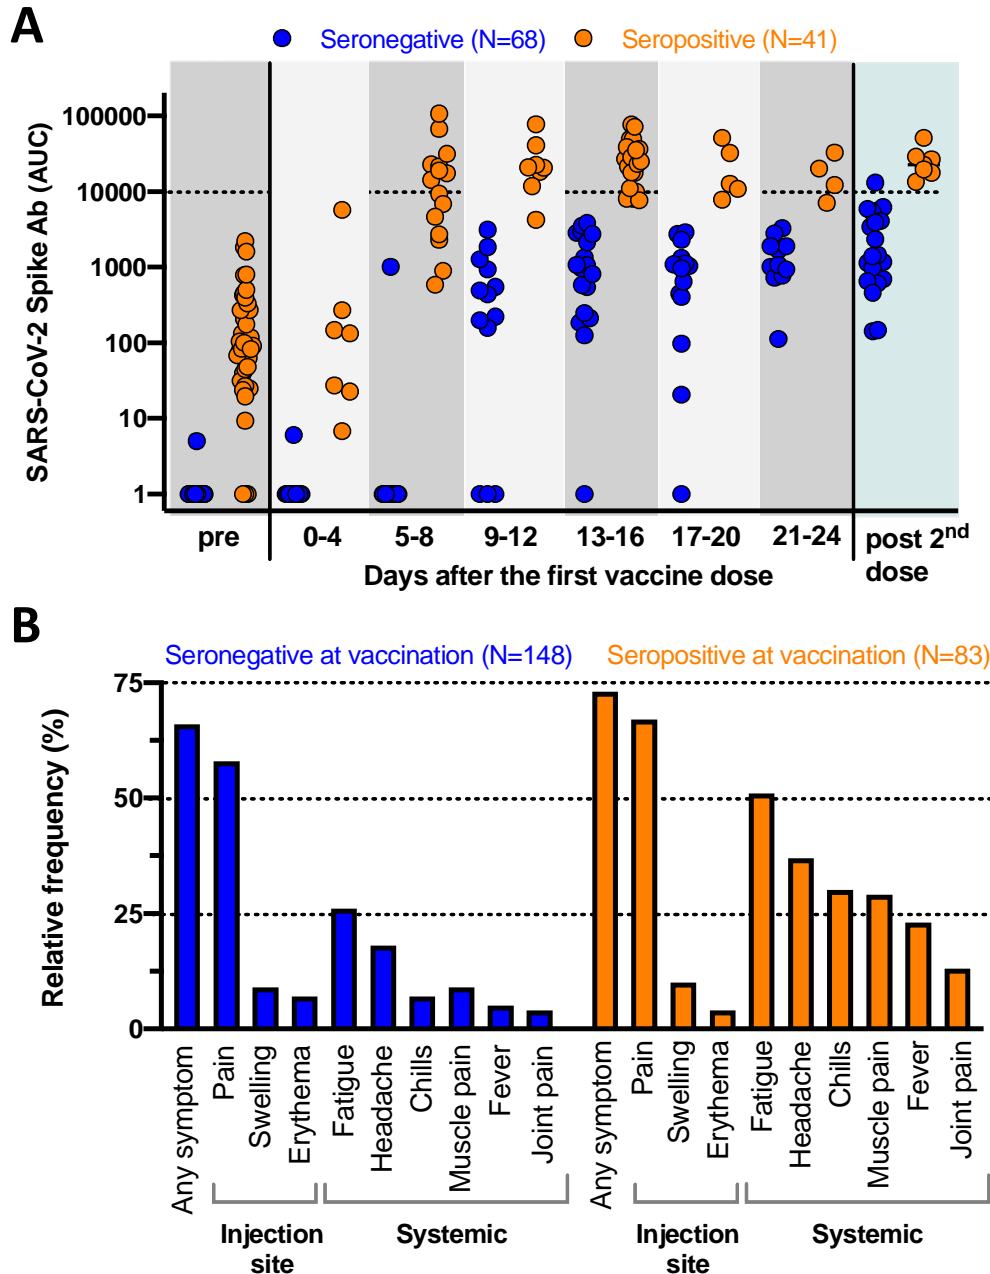 A
Seronegative (N=68)
Seropositive (N=41)
SARS-CoV-2 Spike Ab (AUC)
100000
10000
1000
100
10
1
pre
0-4
5-8
9-12
13-16
17-20
21-24
post 2nd
dose
Days after the first vaccine dose
B
Seronegative at vaccination (N=148)
Seropositive at vaccination (N=83)
Relative frequency (%)
75
50
25
0
Any symptom
Pain
Swelling
Erythema
Fatigue
Headache
Chills
Muscle pain
Fever
Joint pain
Any symptom
Pain
Swelling
Erythema
Fatigue
Headache
Chills
Muscle pain
Fever
Joint pain
Injection
site
Systemic
Injection
site
Systemic